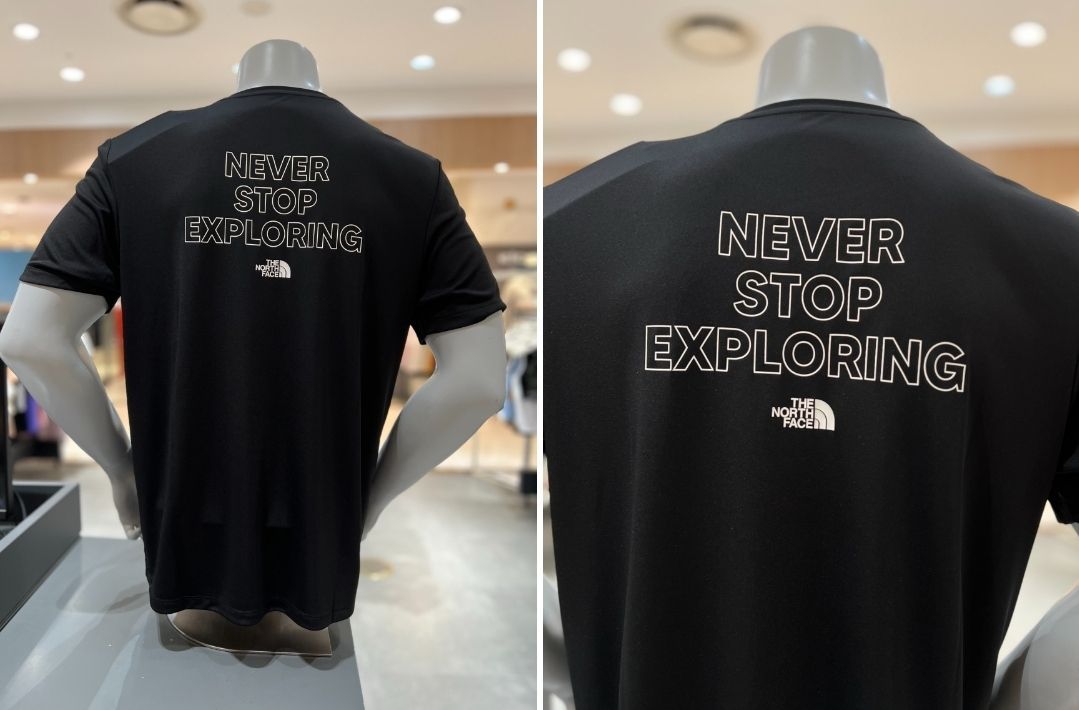 NEVER
STOP
EXPLORING
THE
NORTH
FACE
NEVER
STOP
EXPLORING
THE
NORTH
FACE